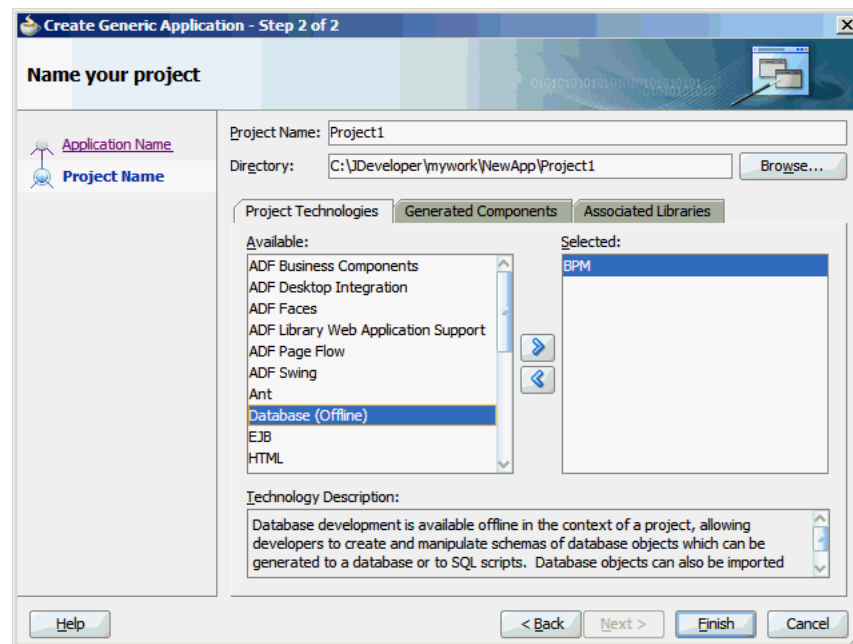 Create Generic Application - Step 2 of 2
Name your project
Application Name
Project Name
Project Name: Project1
Directory: C:\JDeveloper\mywork\NewApp\Project1 Browse...
Project Technologies Generated Components Associated Libraries
Available: Selected:
ADF Business Components BPM
ADF Desktop Integration
ADF Faces
ADF Library Web Application Support
ADF Page Flow
ADF Swing
Ant
Database (Offline)
EJB
HTML
Technology Description:
Database development is available offline in the context of a project, allowing
developers to create and manipulate schemas of database objects which can be
generated to a database or to SQL scripts. Database objects can also be imported
Help < Back Next > Finish Cancel